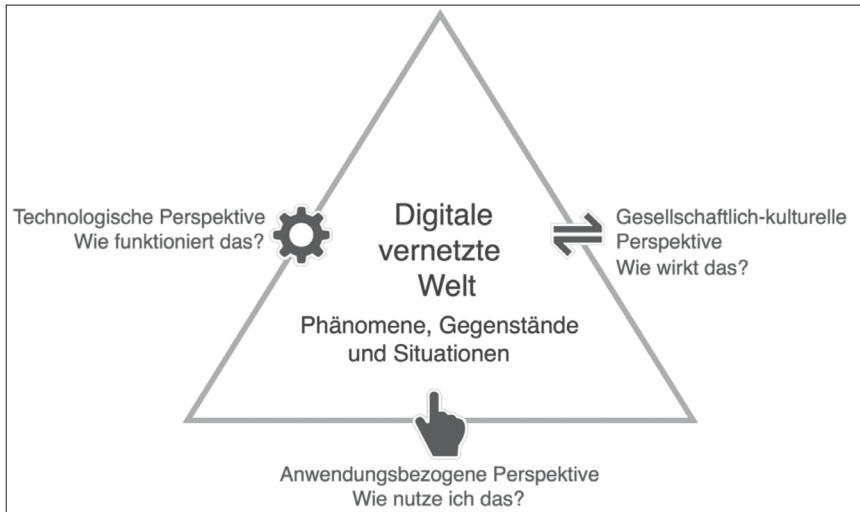 Technologische Perspektive
Wie funktioniert das?
Digitale
vernetzte
Welt
Phänomene, Gegenstände
und Situationen
Gesellschaftlich-kulturelle
Perspektive
Wie wirkt das?
Anwendungsbezogene Perspektive
Wie nutze ich das?